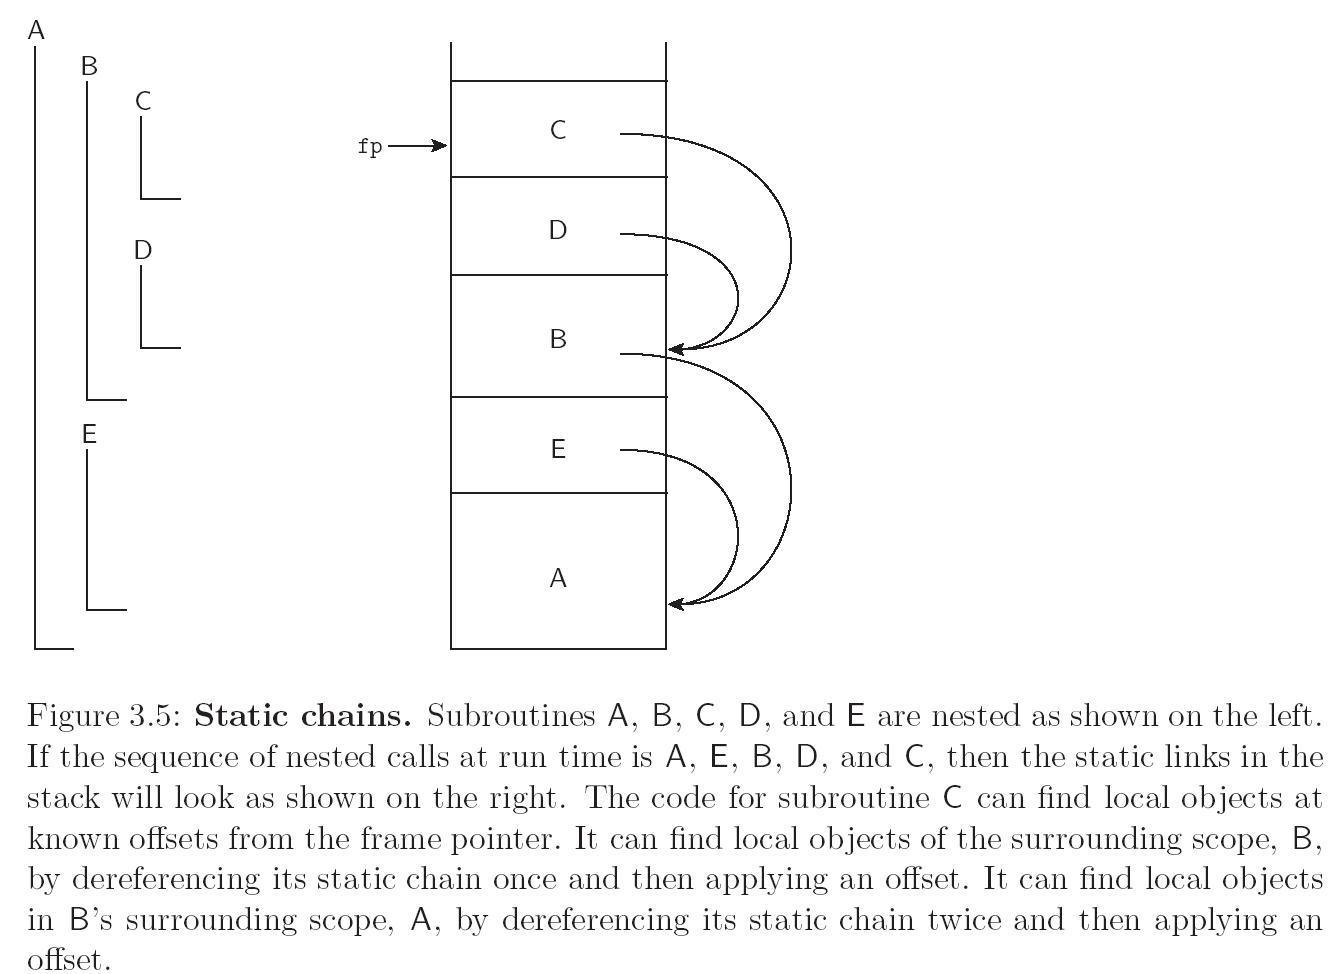 A
B
C
D
E
fp
C
D
B
E
A
Figure 3.5: Static chains. Subroutines A, B, C, D, and E are nested as shown on the left.
If the sequence of nested calls at run time is A, E, B, D, and C, then the static links in the
stack will look as shown on the right. The code for subroutine C can find local objects at
known offsets from the frame pointer. It can find local objects of the surrounding scope, B,
by dereferencing its static chain once and then applying an offset. It can find local objects
in B’s surrounding scope, A, by dereferencing its static chain twice and then applying an
offset.